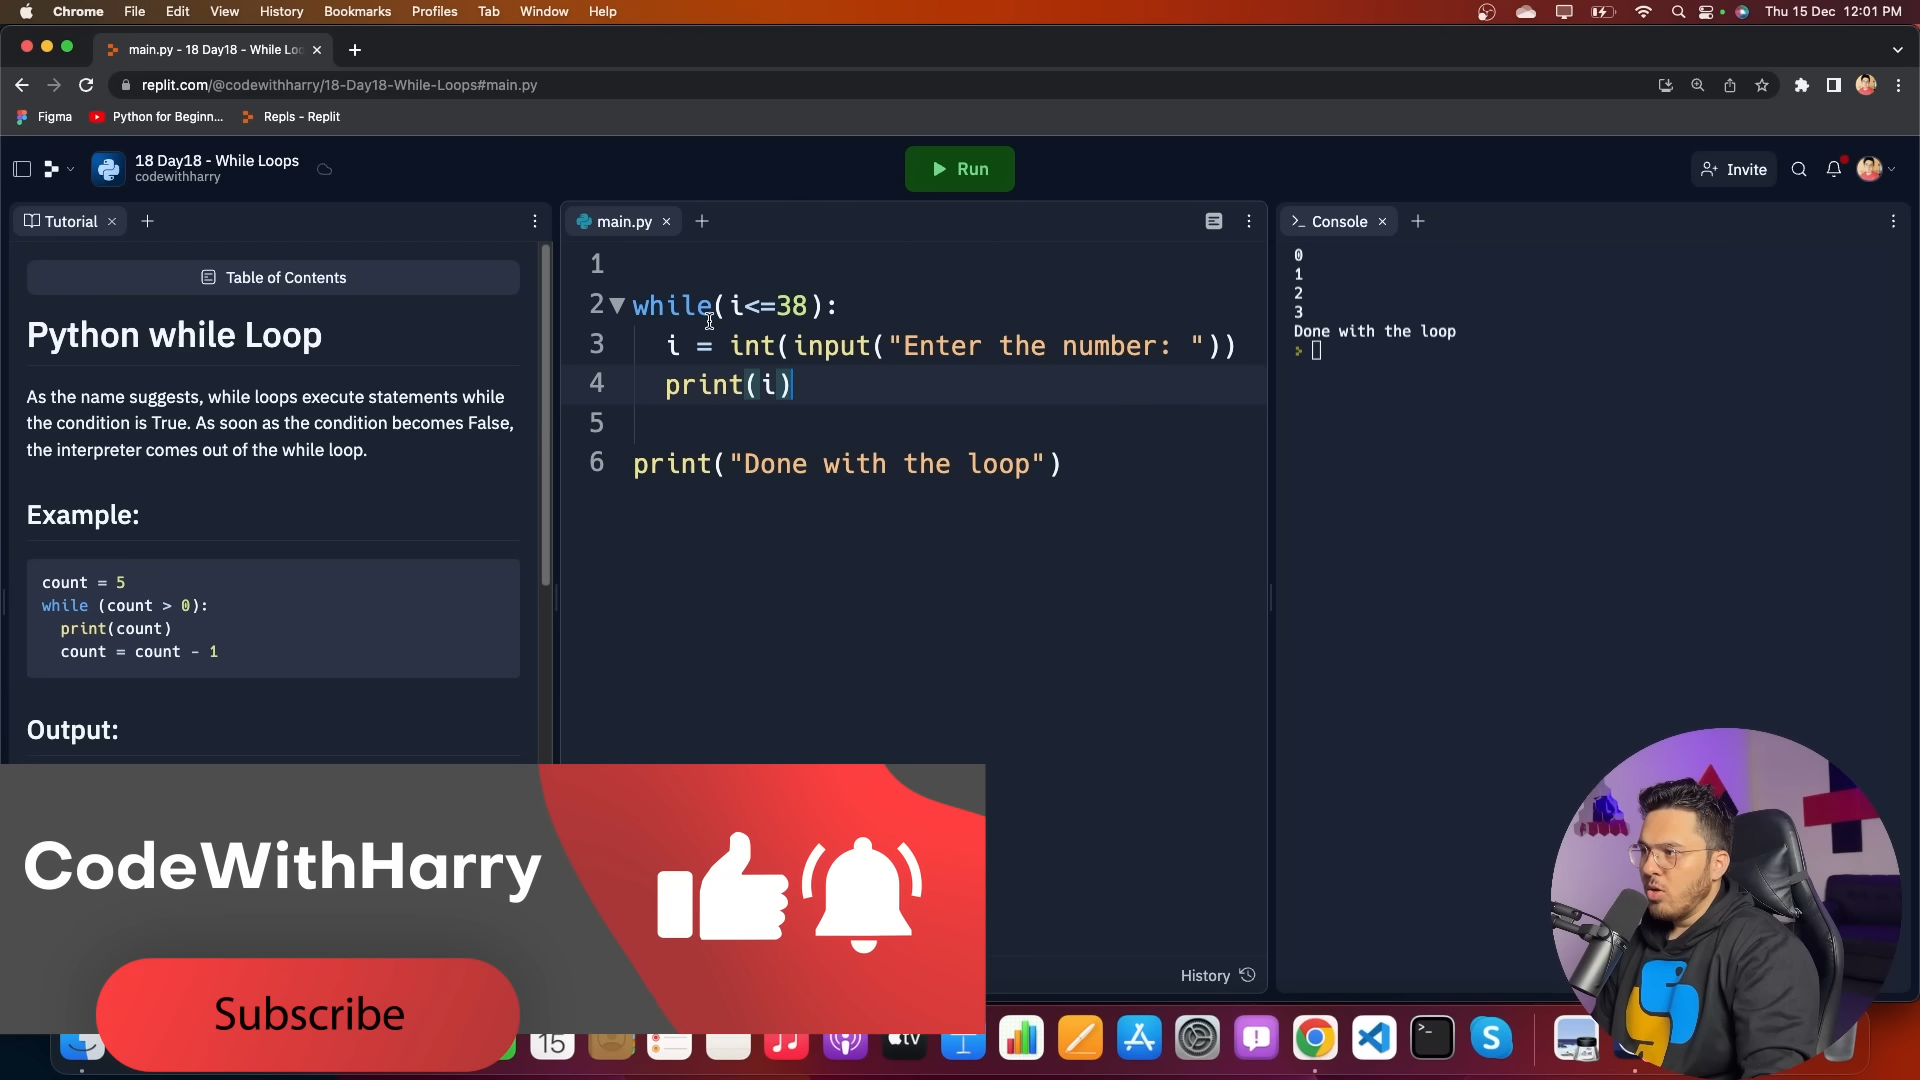 Chrome File Edit View History Bookmarks Profiles Tab Window Help
Thu 15 Dec 12:01 PM
main.py - 18 Day18 - While Loo
replit.com/@codewithharry/18-Day18-While-Loops#main.py
Figma Python for Beginn... Repls - Replit
18 Day18 - While Loops
codewithharry
Run
Invite
Tutorial
Table of Contents
Python while Loop
As the name suggests, while loops execute statements while
the condition is True. As soon as the condition becomes False,
the interpreter comes out of the while loop.
Example:
count = 5
while (count > 0):
print(count)
count = count - 1
Output:
main.py
1
2 while(i<=38):
3 i = int(input("Enter the number: "))
4 print(i)
5
6 print("Done with the loop")
History
Console
0
1
2
3
Done with the loop
CodeWithHarry
Subscribe
15
tv